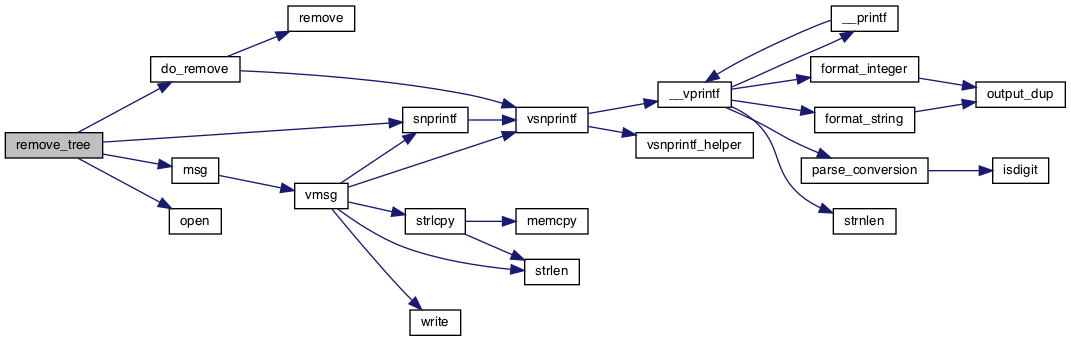 remove
__printf
do_remove
format_integer
__vprintf
output_dup
snprintf
vsnprintf
format_string
remove_tree
vsnprintf_helper
msg
parse_conversion
isdigit
vmsg
open
strlcpy
memcpy
strnlen
strlen
write